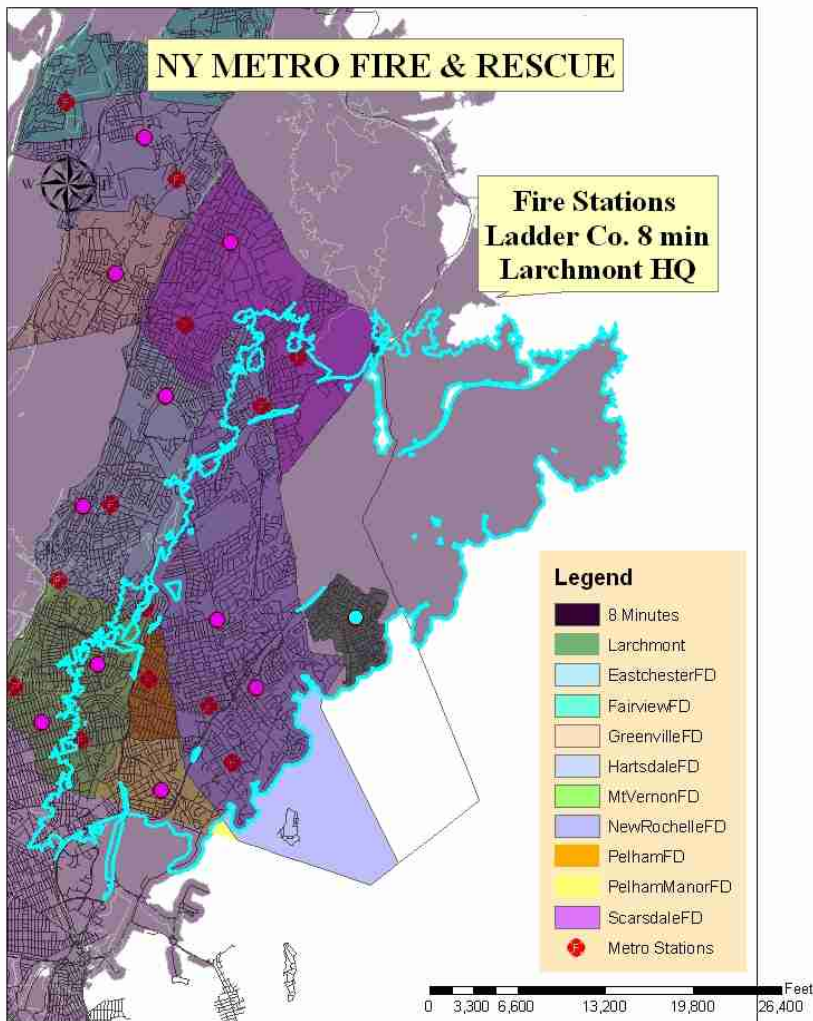 NY METRO FIRE & RESCUE
W
E
Fire Stations
Ladder Co. 8 min
Larchmont HQ
Legend
8 Minutes
Larchmont
EastchesterFD
FairviewFD
GreenvilleFD
HartsdaleFD
MtVernonFD
NewRochelleFD
PelhamFD
PelhamManorFD
ScarsdaleFD
F Metro Stations
Feet
0 3,300 6,600 13,200 19,800 26,400